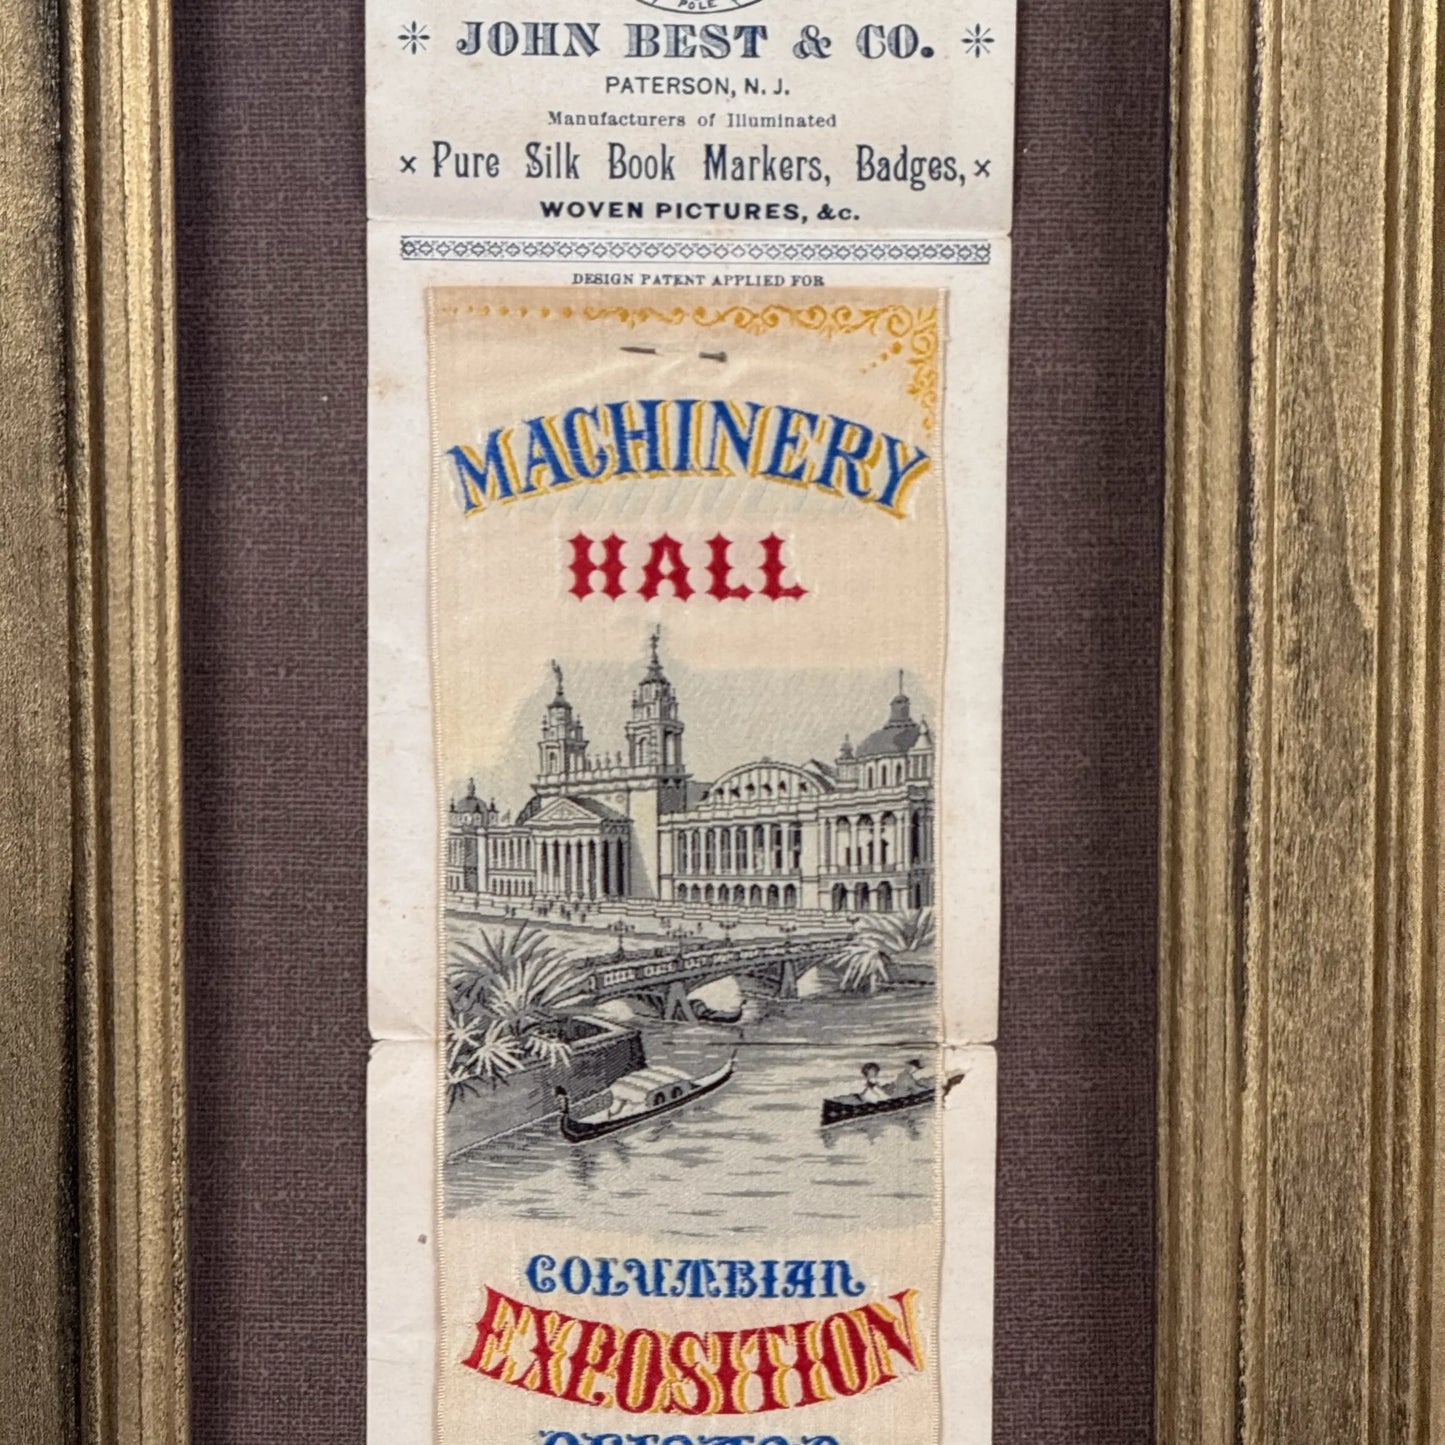 POLE
JOHN BEST & CO.
PATERSON, N. J.
Manufacturers of Illuminated
× Pure Silk Book Markers, Badges, ×
WOVEN PICTURES, &c.
DESIGN PATENT APPLIED FOR
MACHINERY
HALL
COLUMBIAN
EXPOSITION